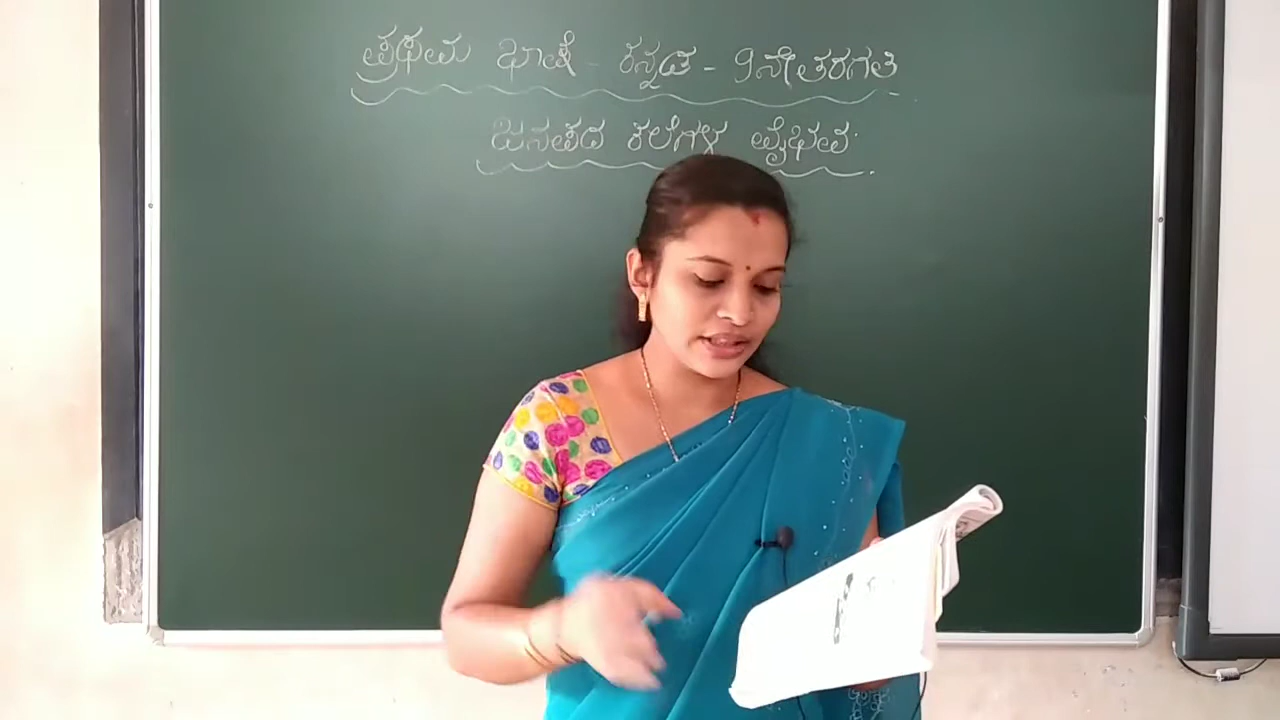 ಪ್ರಥಮ ಭಾಷೆ - ಕನ್ನಡ - 9ನೇ ತರಗತಿ
ಜನಪದ ಕಲೆಗಳ ವೈಭವ